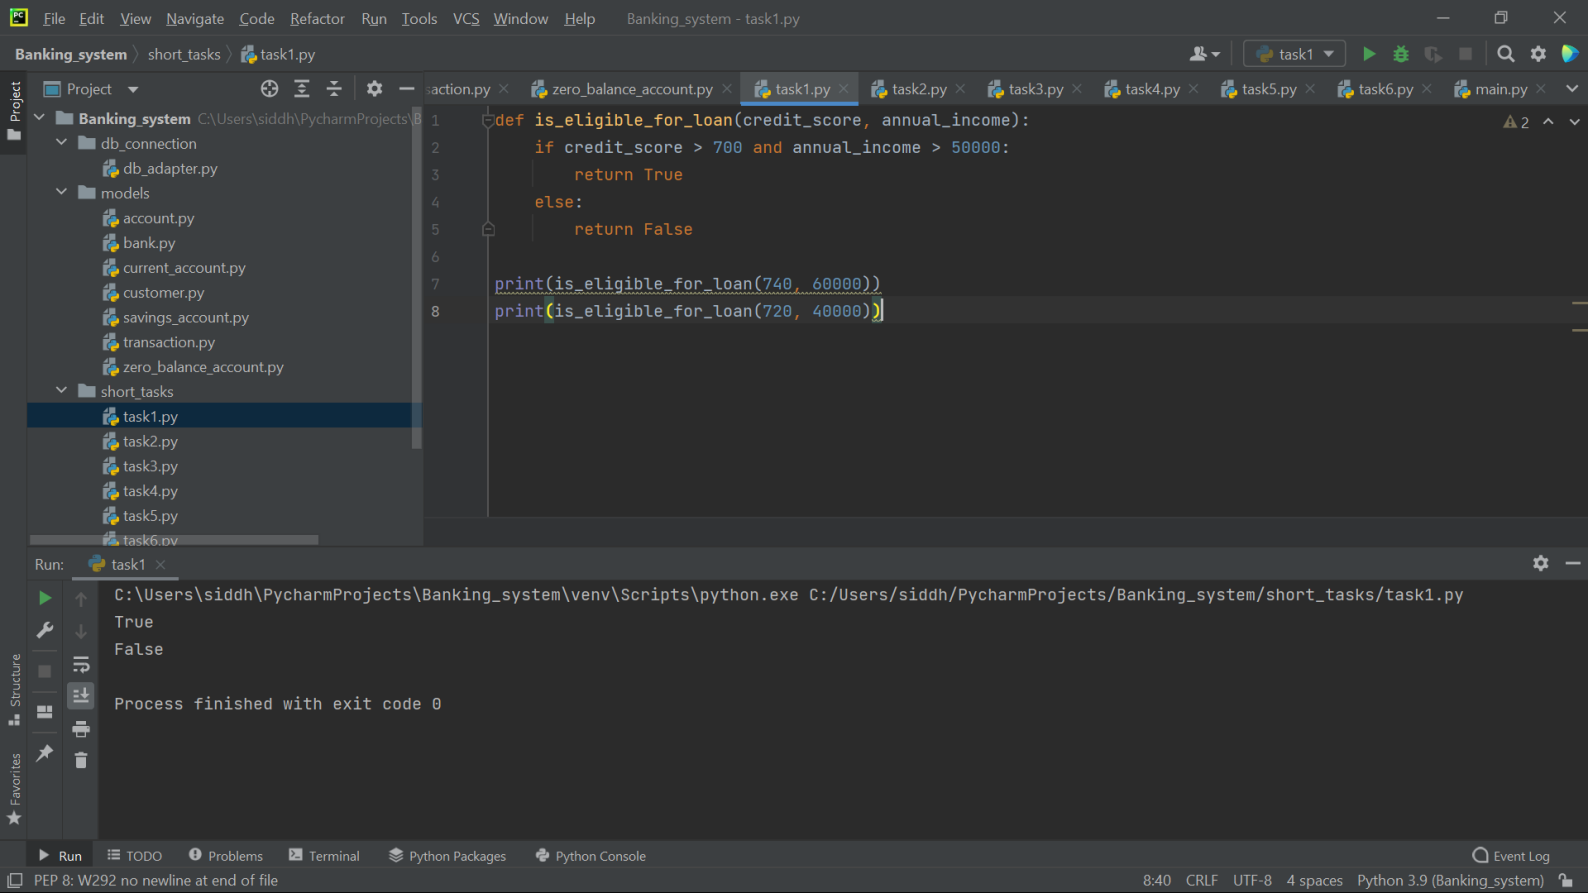 PC File Edit View Navigate Code Refactor Run Tools VCS Window Help Banking_system - task1.py
Banking_system short_tasks task1.py task1
Project
Project
saction.py zero_balance_account.py task1.py task2.py task3.py task4.py task5.py task6.py main.py
Banking_system C:\Users\siddh\PycharmProjects\B
db_connection
db_adapter.py
models
account.py
bank.py
current_account.py
customer.py
savings_account.py
transaction.py
zero_balance_account.py
short_tasks
task1.py
task2.py
task3.py
task4.py
task5.py
task6.py
1 def is_eligible_for_loan(credit_score, annual_income):
2 if credit_score > 700 and annual_income > 50000:
3 return True
4 else:
5 return False
6
7 print(is_eligible_for_loan(740, 60000))
8 print(is_eligible_for_loan(720, 40000))
2
Run: task1
C:\Users\siddh\PycharmProjects\Banking_system\venv\Scripts\python.exe C:/Users/siddh/PycharmProjects/Banking_system/short_tasks/task1.py
True
False
Process finished with exit code 0
Structure
Favorites
Run TODO Problems Terminal Python Packages Python Console Event Log
PEP 8: W292 no newline at end of file 8:40 CRLF UTF-8 4 spaces Python 3.9 (Banking_system)